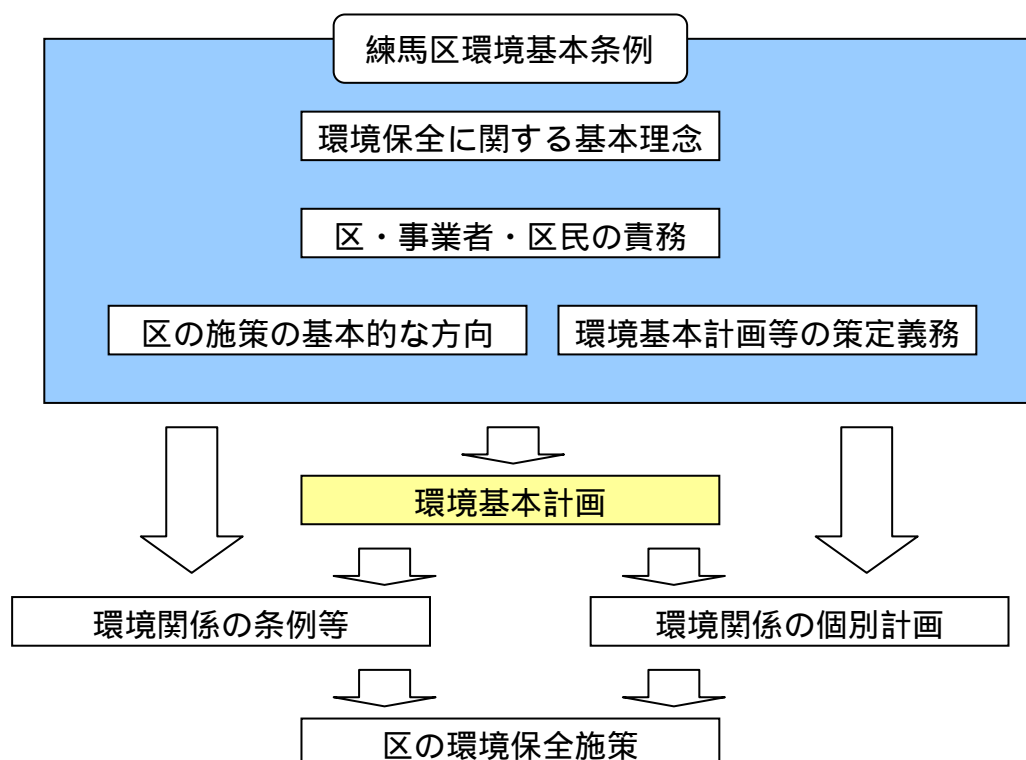 練馬区環境基本条例
環境保全に関する基本理念
区・事業者・区民の責務
区の施策の基本的な方向
環境基本計画等の策定義務
環境基本計画
環境関係の条例等
環境関係の個別計画
区の環境保全施策